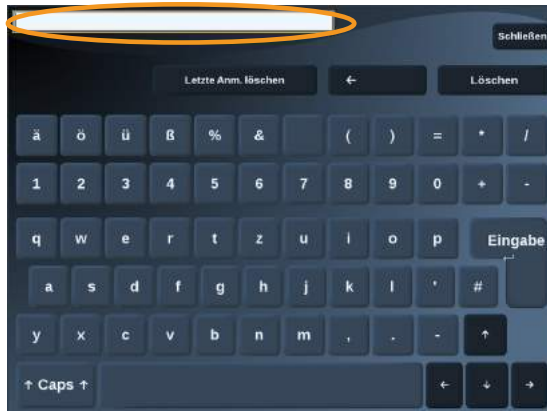 Schließen
Letzte Anm. löschen ← Löschen
ä ö ü ß % & ( ) = * /
1 2 3 4 5 6 7 8 9 0 + -
q w e r t z u i o p Eingabe
a s d f g h j k l ' #
y x c v b n m , . - ↑
↑ Caps ↑ ← ↓ →